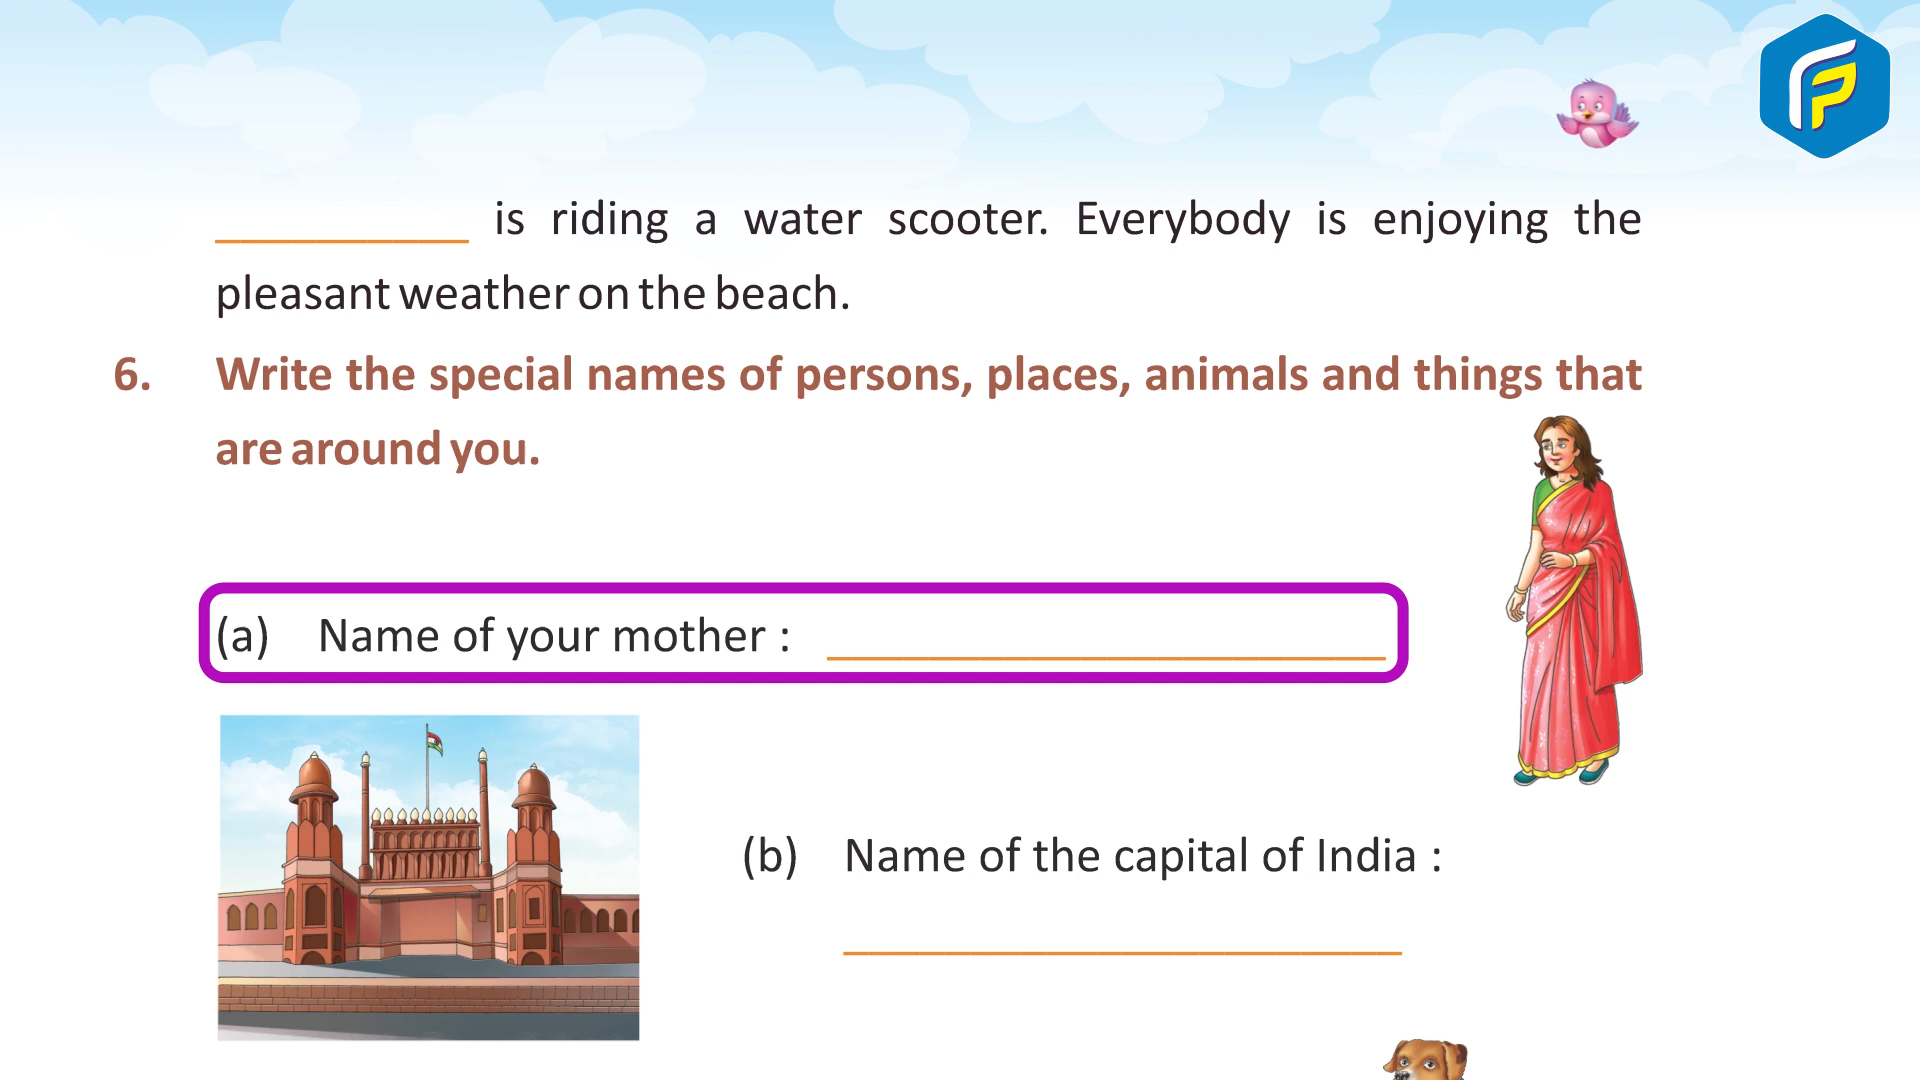 __________ is riding a water scooter. Everybody is enjoying the
pleasant weather on the beach.
6. Write the special names of persons, places, animals and things that
are around you.
(a) Name of your mother : ______________________
(b) Name of the capital of India :
______________________